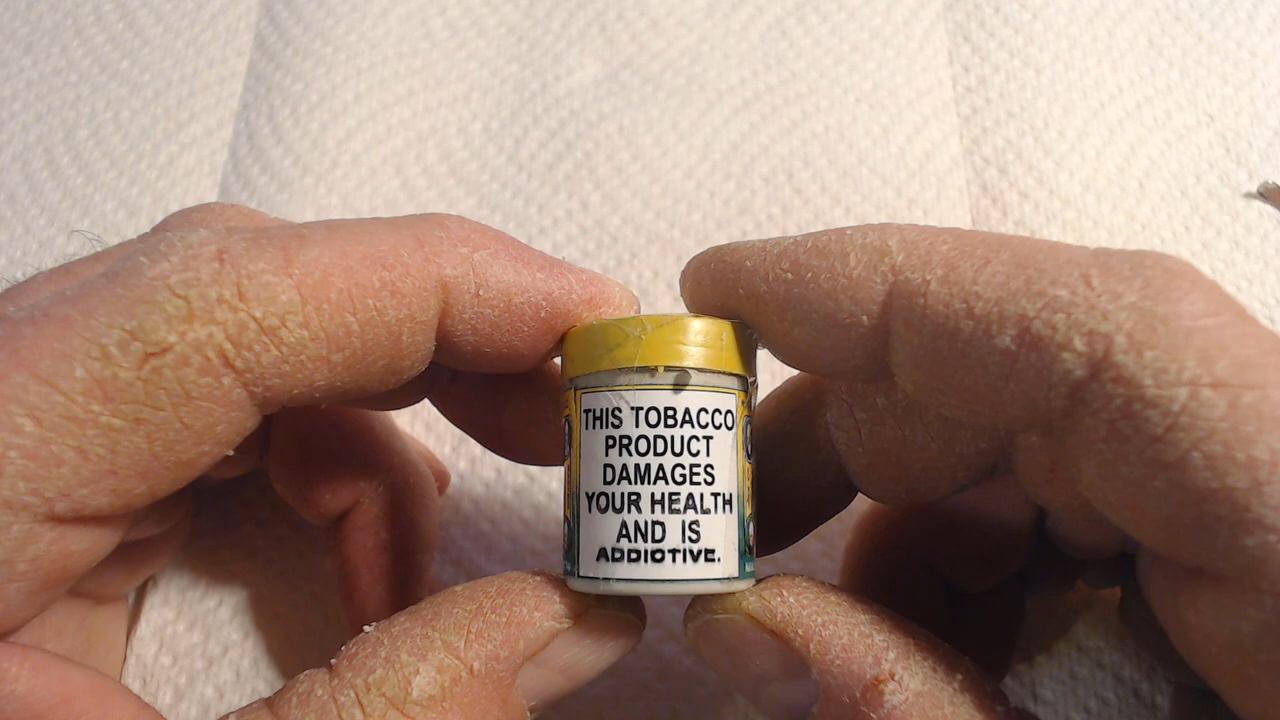 THIS TOBACCO
PRODUCT
DAMAGES
YOUR HEALTH
AND IS
ADDICTIVE.